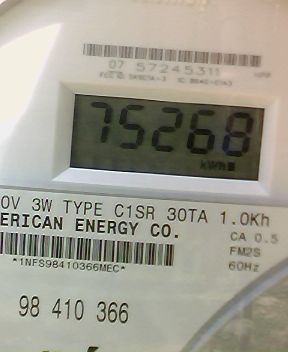 07 57245311
75268
kWh
0V 3W TYPE C1SR 30TA 1.0Kh
ERICAN ENERGY CO.
CA 0.5
FM2S
*1NFS98410366MEC*
60Hz
98 410 366